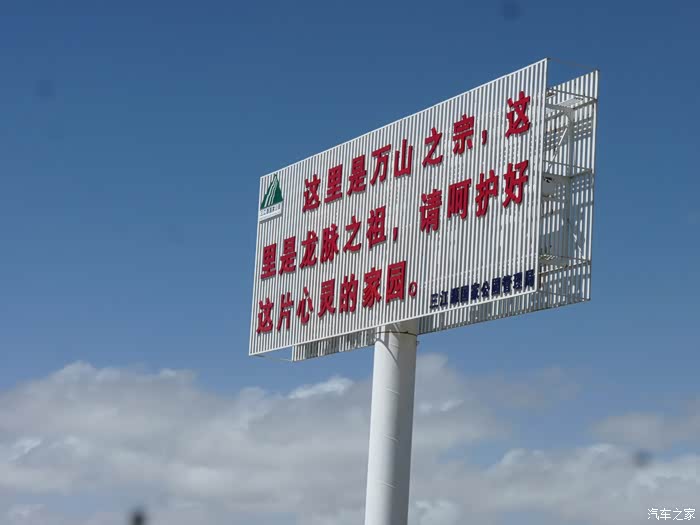 这里是万山之宗，这
里是龙脉之祖，请呵护好
这片心灵的家园。
三江源国家公园管理局
汽车之家